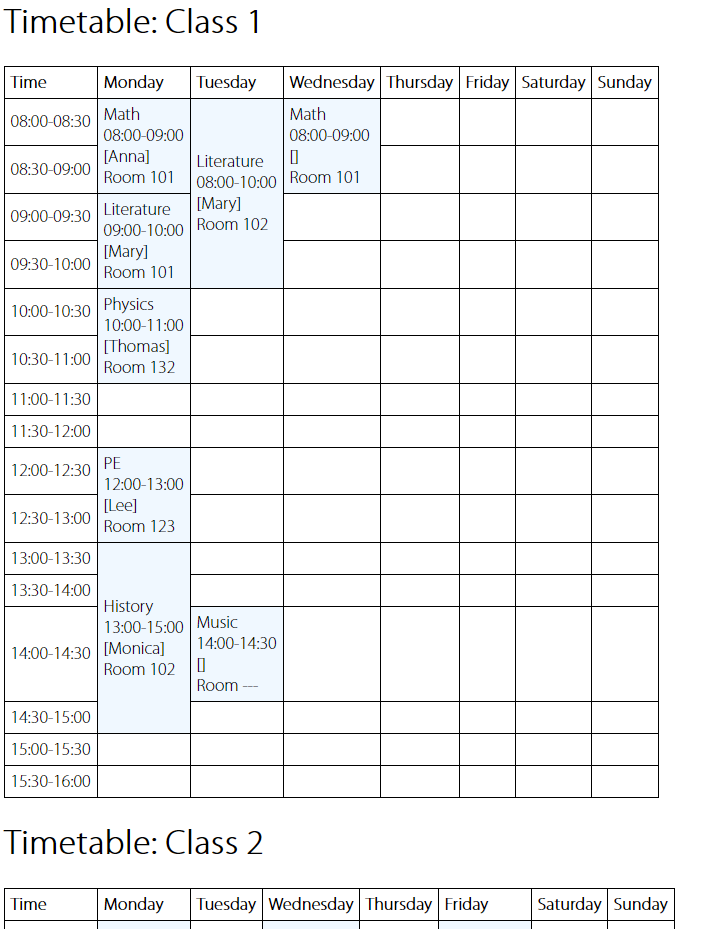 Timetable: Class 1
Time Monday Tuesday Wednesday Thursday Friday Saturday Sunday
08:00-08:30
Math
08:00-09:00
[Anna]
Room 101
Literature
08:00-10:00
[Mary]
Room 102
Math
08:00-09:00
[]
Room 101
08:30-09:00
09:00-09:30
Literature
09:00-10:00
[Mary]
Room 101
09:30-10:00
10:00-10:30
Physics
10:00-11:00
[Thomas]
Room 132
10:30-11:00
11:00-11:30
11:30-12:00
12:00-12:30
PE
12:00-13:00
[Lee]
Room 123
12:30-13:00
13:00-13:30
History
13:00-15:00
[Monica]
Room 102
13:30-14:00
14:00-14:30
Music
14:00-14:30
[]
Room ---
14:30-15:00
15:00-15:30
15:30-16:00
Timetable: Class 2
Time Monday Tuesday Wednesday Thursday Friday Saturday Sunday